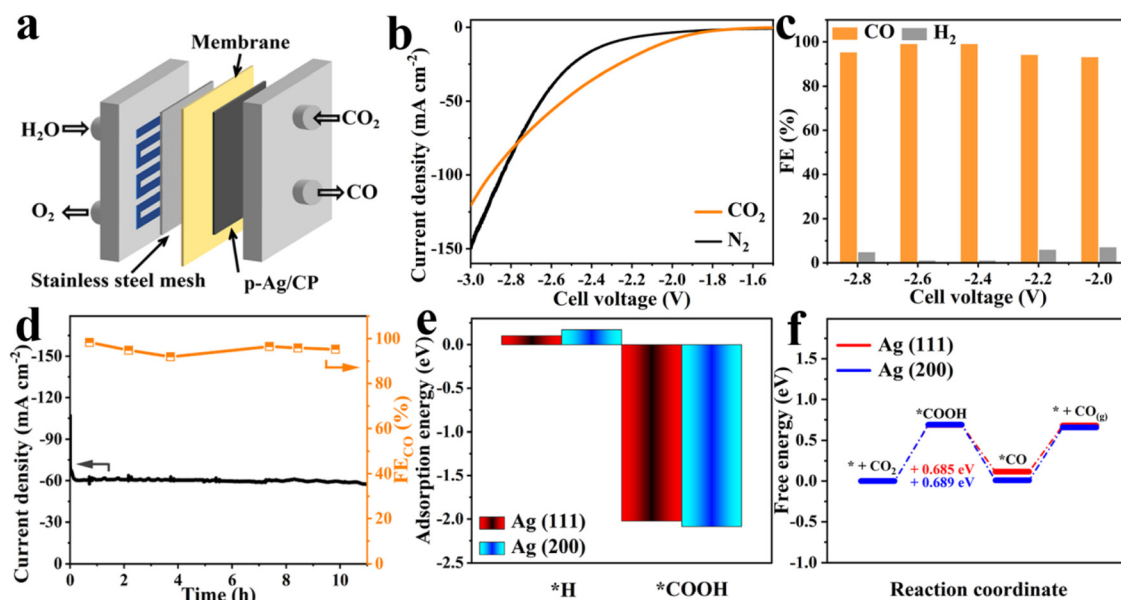 a
Membrane
H₂O
O₂
CO₂
CO
Stainless steel mesh
p-Ag/CP
b
Current density (mA cm⁻²)
0
-50
-100
-150
CO₂
N₂
-3.0 -2.8 -2.6 -2.4 -2.2 -2.0 -1.8 -1.6
Cell voltage (V)
c
CO H₂
FE (%)
100
80
60
40
20
0
-2.8 -2.6 -2.4 -2.2 -2.0
Cell voltage (V)
d
Current density (mA cm⁻²)
-150
-120
-90
-60
-30
0
100
80
60
40
20
0
FE_CO (%)
0 2 4 6 8 10
Time (h)
e
Adsorption energy (eV)
0.0
-0.5
-1.0
-1.5
-2.0
-2.5
Ag (111)
Ag (200)
*H *COOH
f
Free energy (eV)
1.5
1.0
0.5
0.0
-0.5
-1.0
Ag (111)
Ag (200)
* + CO₂
*COOH
+ 0.685 eV
+ 0.689 eV
*CO
* + CO(g)
Reaction coordinate